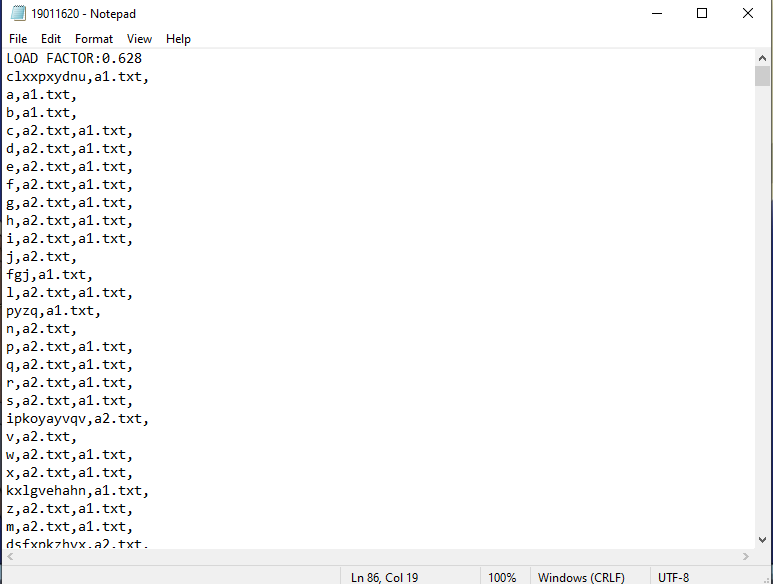 19011620 - Notepad
File Edit Format View Help
LOAD FACTOR:0.628
clxxpxydnu,a1.txt,
a,a1.txt,
b,a1.txt,
c,a2.txt,a1.txt,
d,a2.txt,a1.txt,
e,a2.txt,a1.txt,
f,a2.txt,a1.txt,
g,a2.txt,a1.txt,
h,a2.txt,a1.txt,
i,a2.txt,a1.txt,
j,a2.txt,
fgj,a1.txt,
l,a2.txt,a1.txt,
pyzq,a1.txt,
n,a2.txt,
p,a2.txt,a1.txt,
q,a2.txt,a1.txt,
r,a2.txt,a1.txt,
s,a2.txt,a1.txt,
ipkoyayvqv,a2.txt,
v,a2.txt,
w,a2.txt,a1.txt,
x,a2.txt,a1.txt,
kxlgvehahn,a1.txt,
z,a2.txt,a1.txt,
m,a2.txt,a1.txt,
dsfxpkzhvx,a2.txt,
Ln 86, Col 19 100% Windows (CRLF) UTF-8